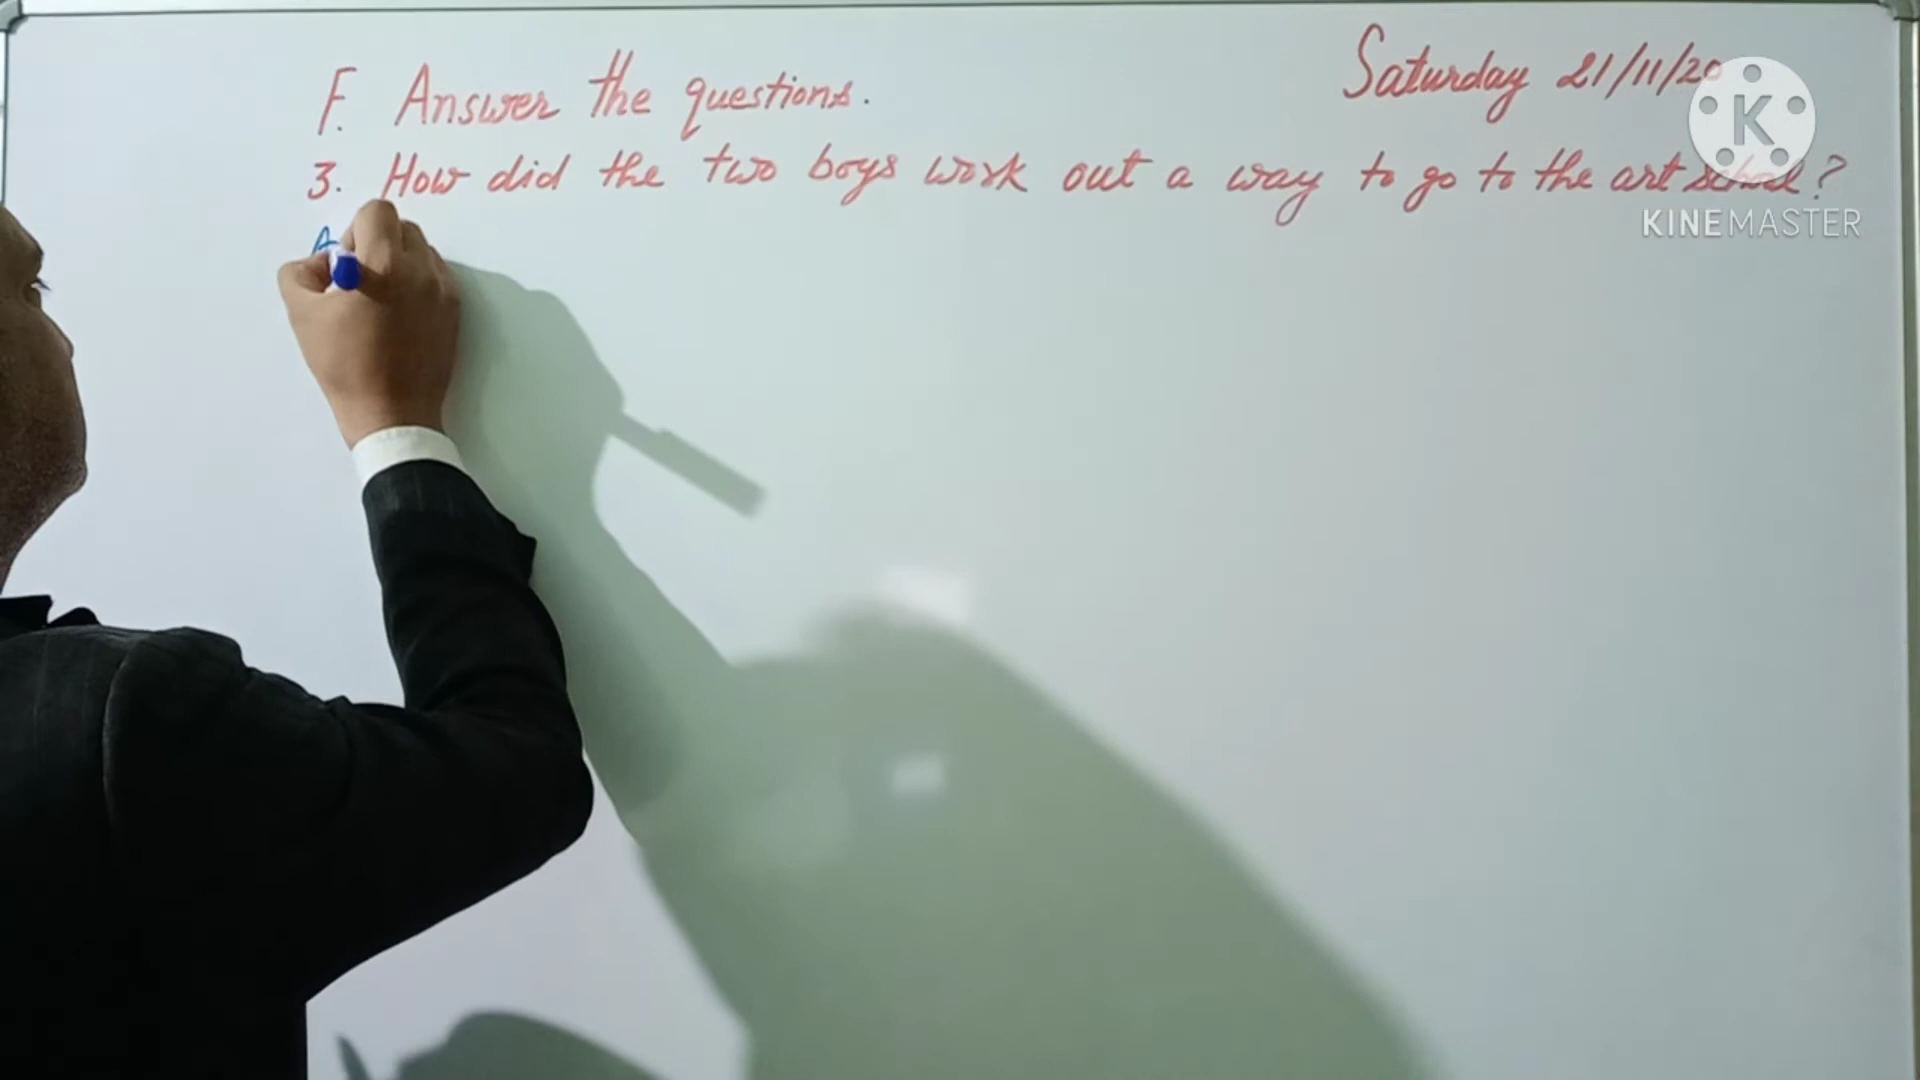 Saturday 21/11/20
F. Answer the questions.
3. How did the two boys work out a way to go to the art school?
A
K
KINEMASTER